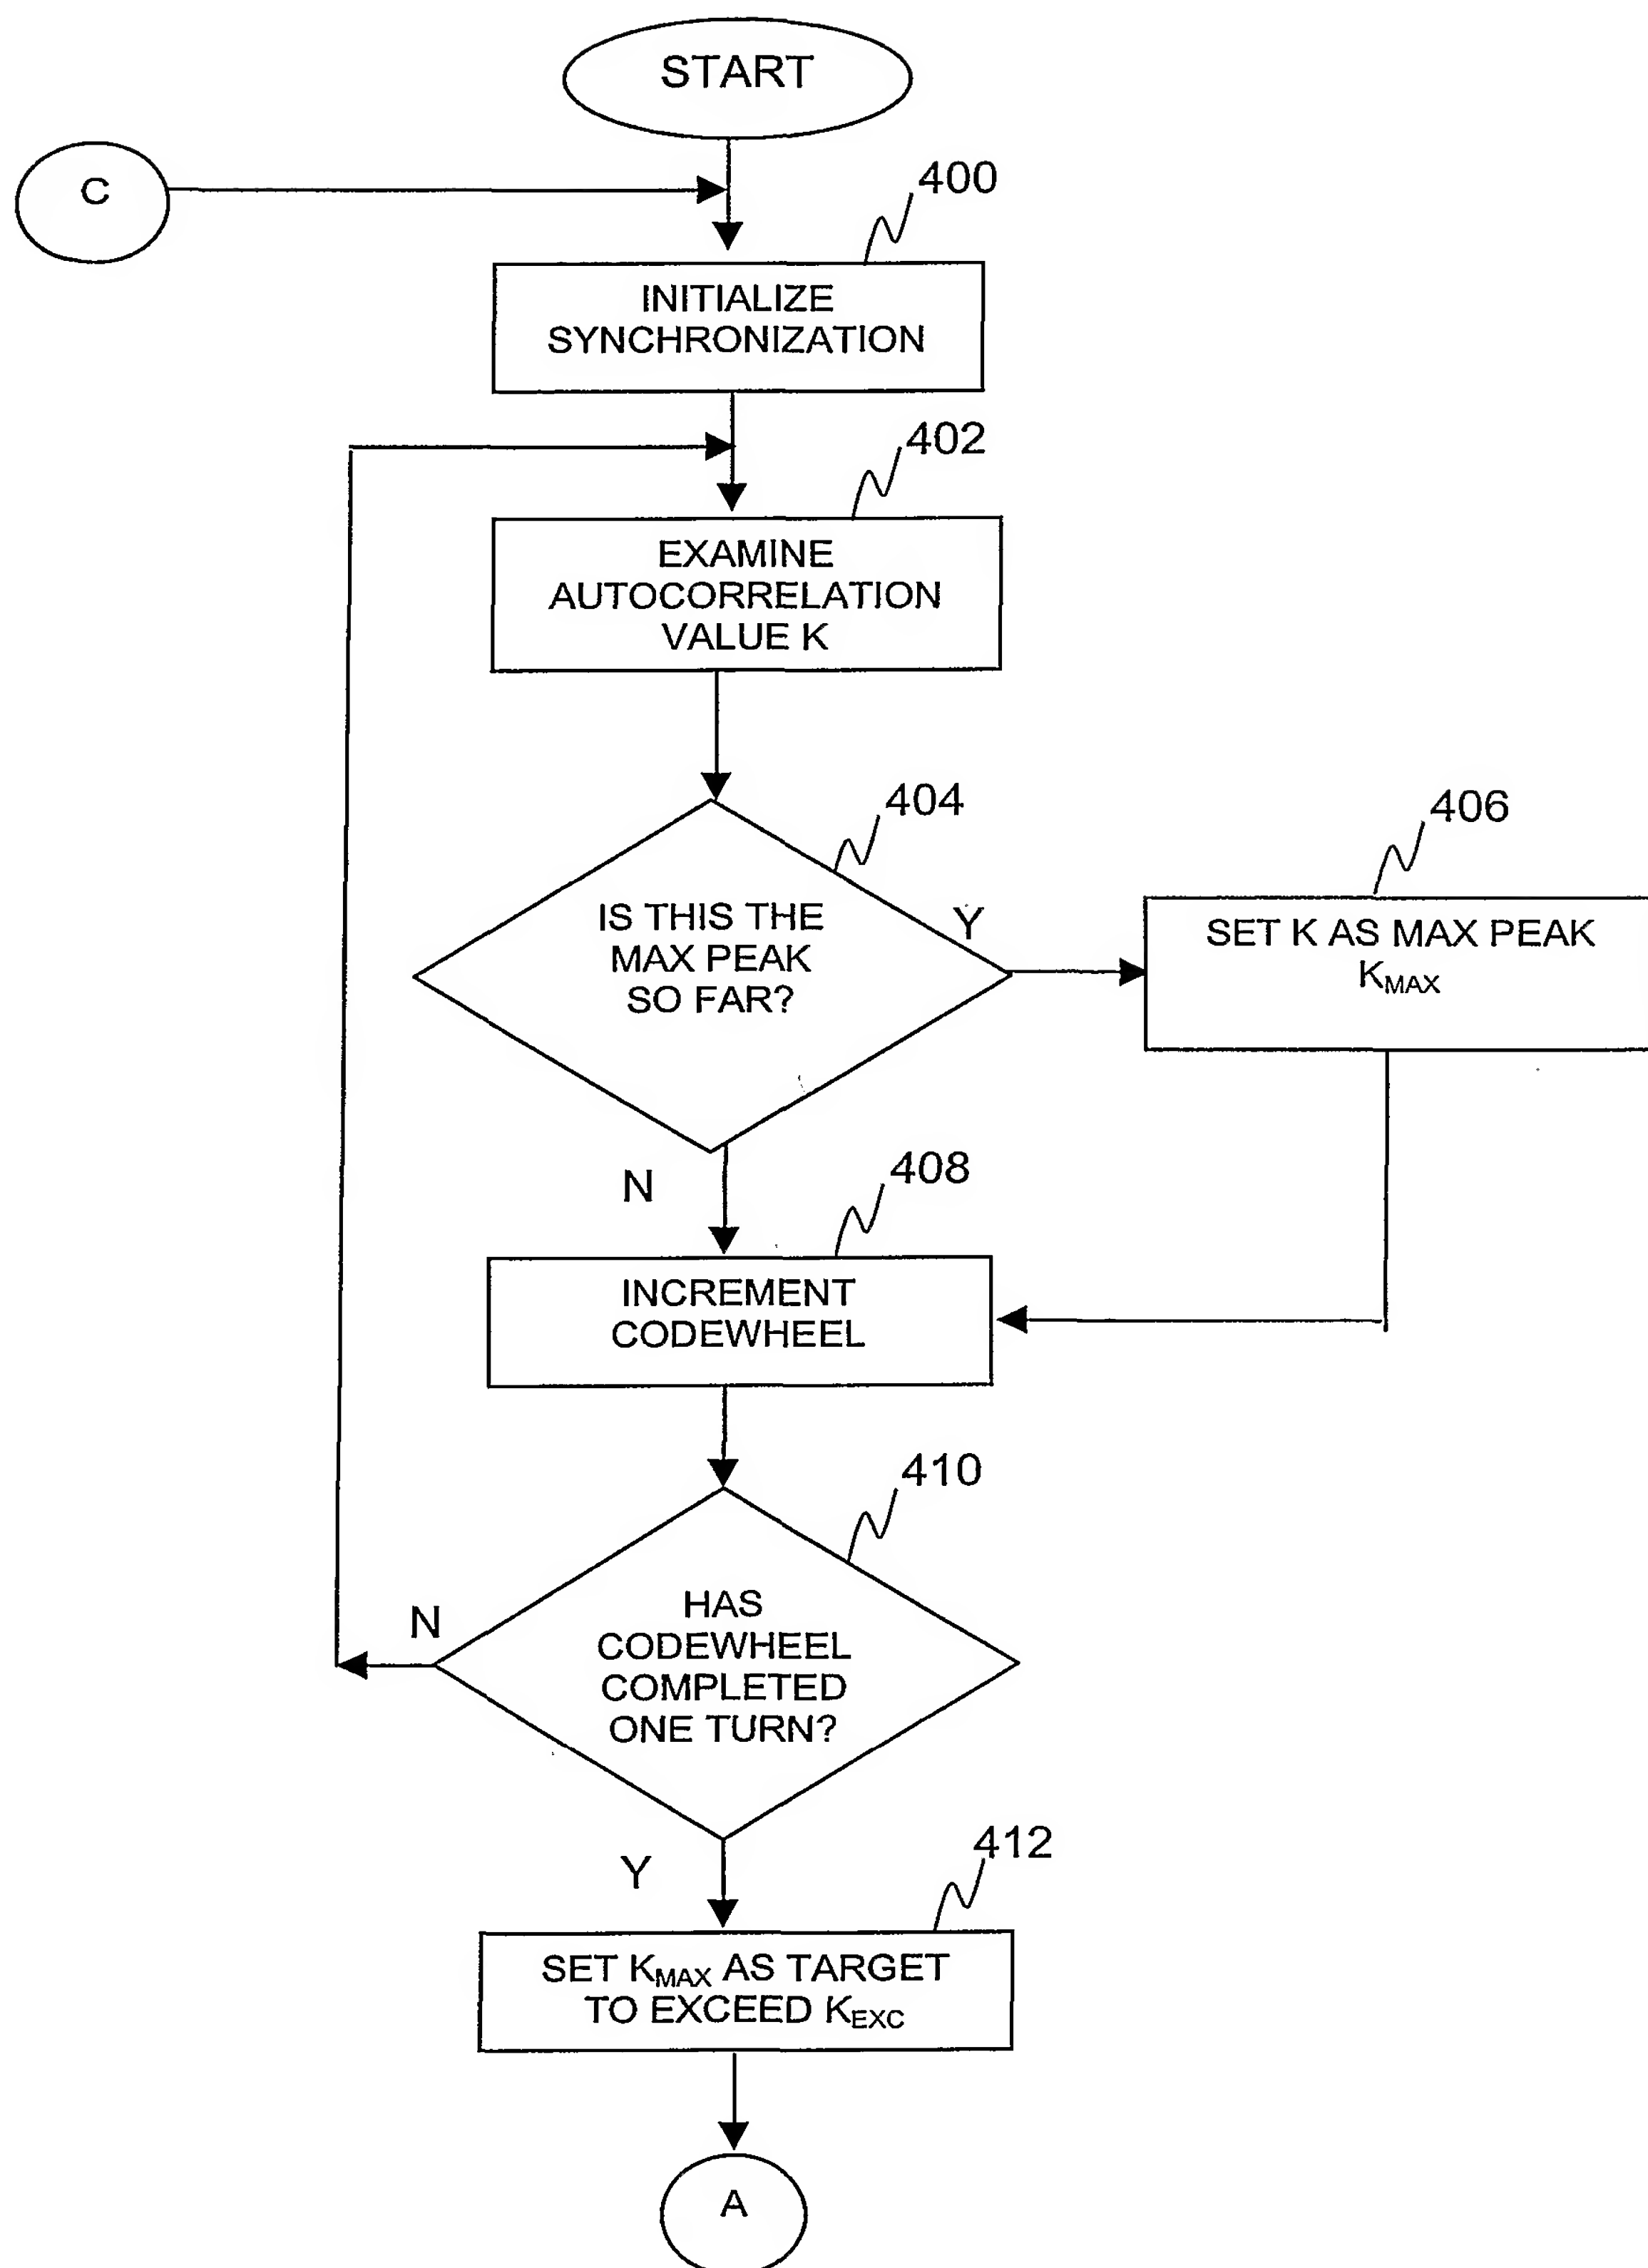 START
C
400
INITIALIZE
SYNCHRONIZATION
402
EXAMINE
AUTOCORRELATION
VALUE K
404
IS THIS THE
MAX PEAK
SO FAR?
Y
406
SET K AS MAX PEAK
KMAX
N
408
INCREMENT
CODEWHEEL
410
HAS
CODEWHEEL
COMPLETED
ONE TURN?
N
Y
412
SET KMAX AS TARGET
TO EXCEED KEXC
A